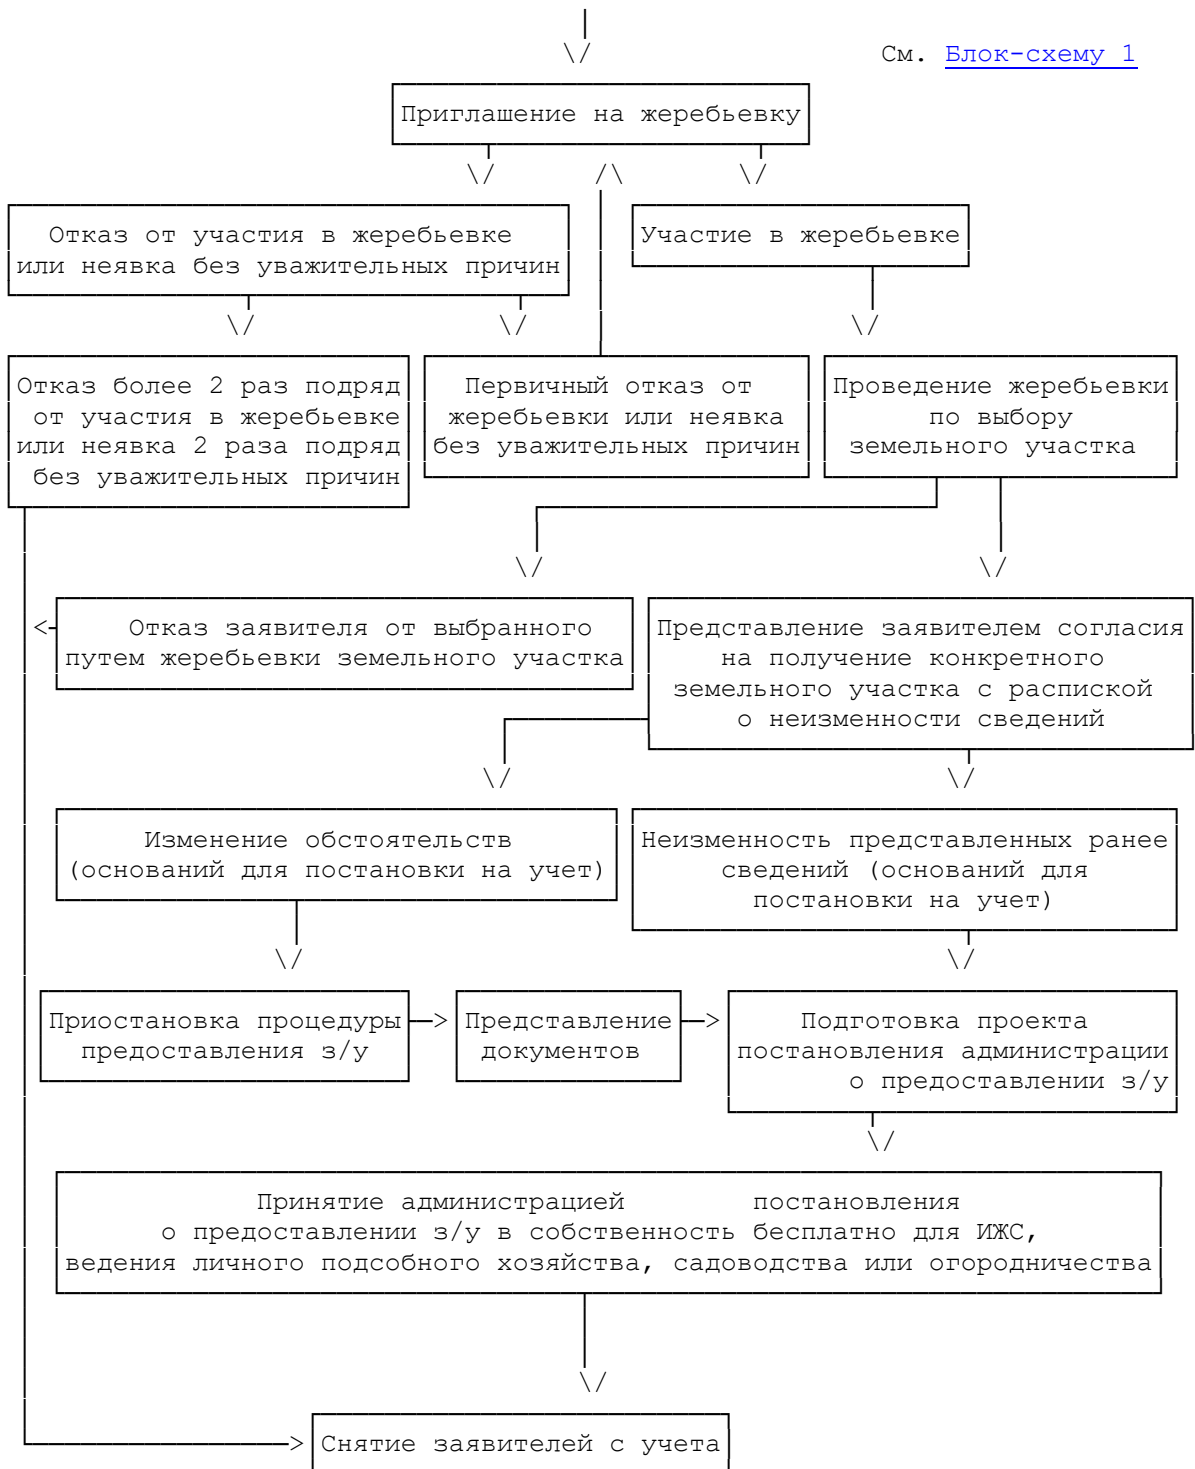 См. Блок-схему 1
Приглашение на жеребьевку
Отказ от участия в жеребьевке
или неявка без уважительных причин
Участие в жеребьевке
Отказ более 2 раз подряд
от участия в жеребьевке
или неявка 2 раза подряд
без уважительных причин
Первичный отказ от
жеребьевки или неявка
без уважительных причин
Проведение жеребьевки
по выбору
земельного участка
Отказ заявителя от выбранного
путем жеребьевки земельного участка
Представление заявителем согласия
на получение конкретного
земельного участка с распиской
о неизменности сведений
Изменение обстоятельств
(оснований для постановки на учет)
Неизменность представленных ранее
сведений (оснований для
постановки на учет)
Приостановка процедуры
предоставления з/у
Представление
документов
Подготовка проекта
постановления администрации
о предоставлении з/у
Принятие администрацией постановления
о предоставлении з/у в собственность бесплатно для ИЖС,
ведения личного подсобного хозяйства, садоводства или огородничества
Снятие заявителей с учета